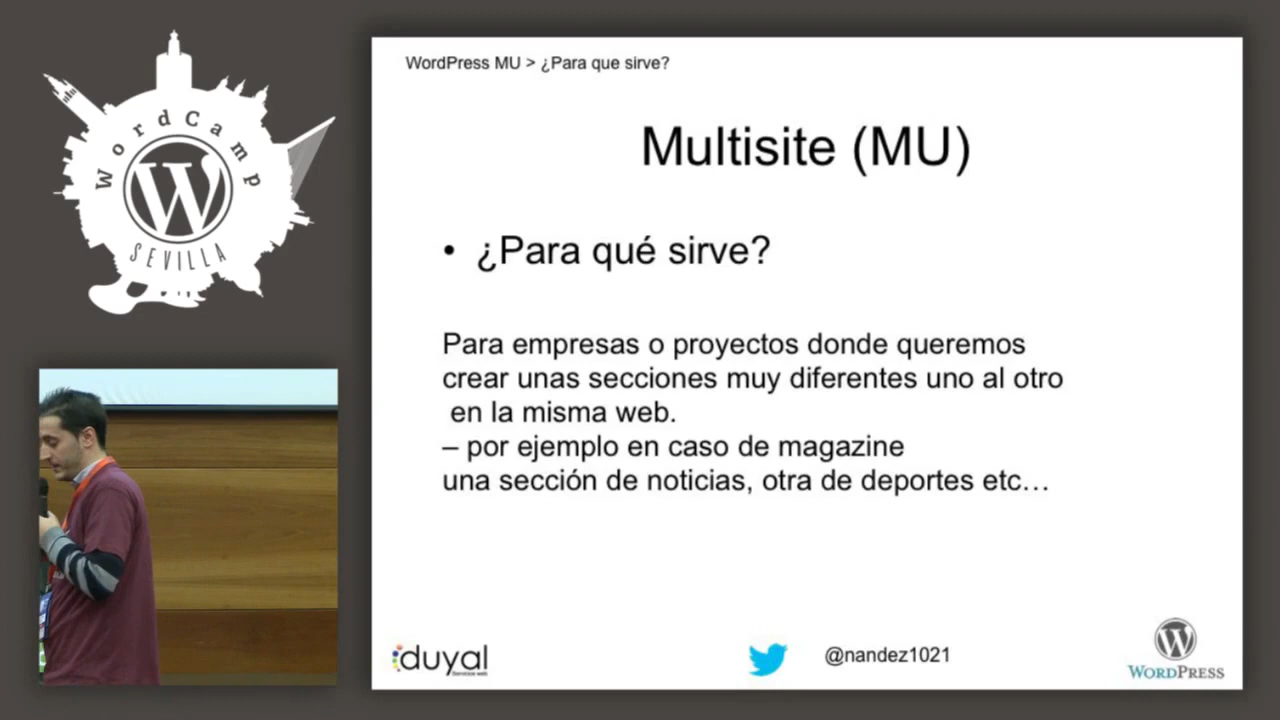 WordCamp
SEVILLA
WordPress MU > ¿Para que sirve?
Multisite (MU)
• ¿Para qué sirve?
Para empresas o proyectos donde queremos
crear unas secciones muy diferentes uno al otro
en la misma web.
– por ejemplo en caso de magazine
una sección de noticias, otra de deportes etc…
duyal
Servicios web
@nandez1021
WORDPRESS